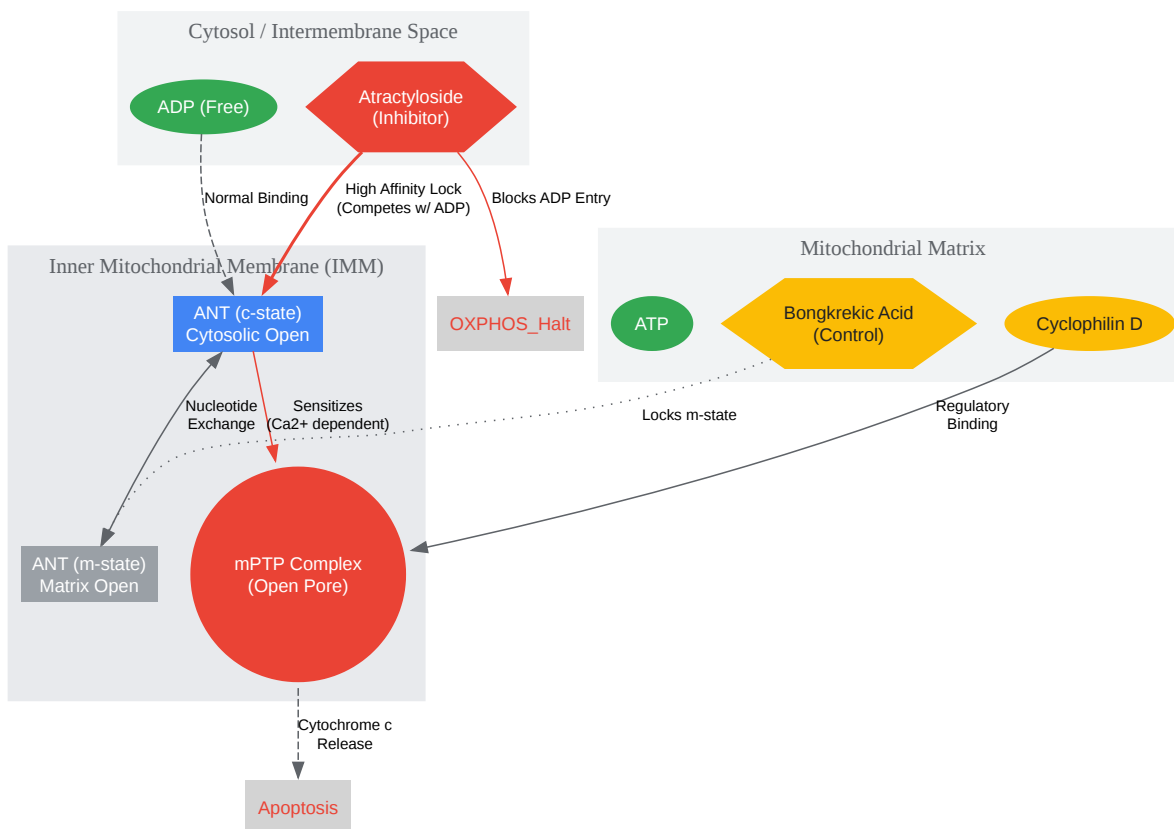 Cytosol / Intermembrane Space
ADP (Free)
Atractyloside
(Inhibitor)
Normal Binding
High Affinity Lock
(Competes w/ ADP)
Blocks ADP Entry
Mitochondrial Matrix
Inner Mitochondrial Membrane (IMM)
ANT (c-state)
Cytosolic Open
OXPHOS_Halt
ATP
Bongkrekic Acid
(Control)
Cyclophilin D
Nucleotide
Exchange
Sensitizes
(Ca2+ dependent)
Locks m-state
Regulatory
Binding
ANT (m-state)
Matrix Open
mPTP Complex
(Open Pore)
Cytochrome c
Release
Apoptosis